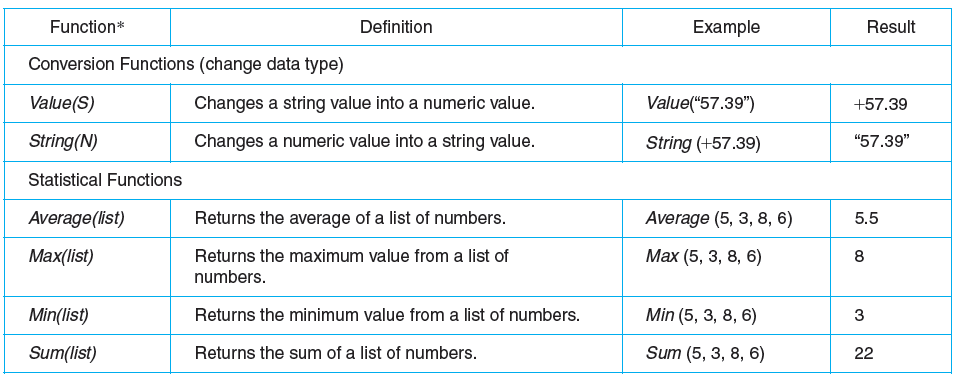 Function* Definition Example Result
Conversion Functions (change data type)
Value(S) Changes a string value into a numeric value. Value(“57.39”) +57.39
String(N) Changes a numeric value into a string value. String (+57.39) “57.39”
Statistical Functions
Average(list) Returns the average of a list of numbers. Average (5, 3, 8, 6) 5.5
Max(list) Returns the maximum value from a list of Max (5, 3, 8, 6) 8
numbers.
Min(list) Returns the minimum value from a list of numbers. Min (5, 3, 8, 6) 3
Sum(list) Returns the sum of a list of numbers. Sum (5, 3, 8, 6) 22